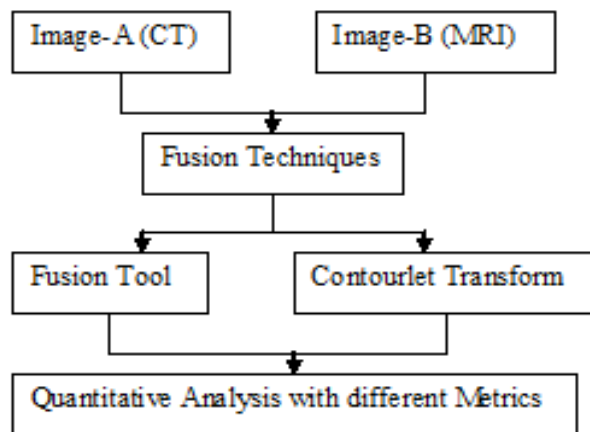 Image-A (CT)
Image-B (MRI)
Fusion Techniques
Fusion Tool
Contourlet Transform
Quantitative Analysis with different Metrics